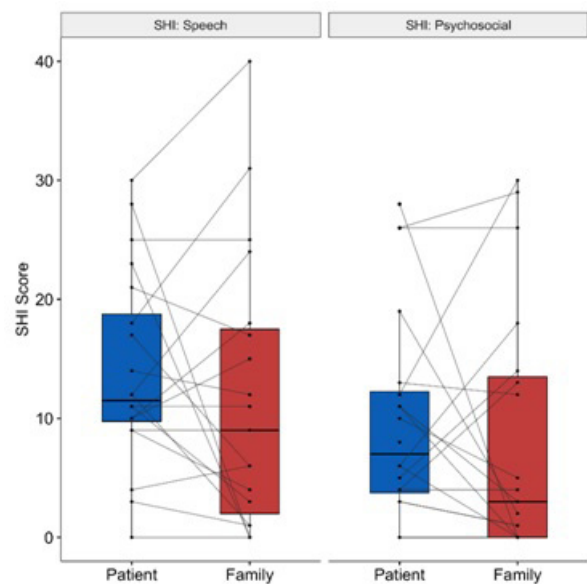 SHI: Speech
SHI: Psychosocial
40
30
20
10
0
SHI Score
Patient
Family
Patient
Family